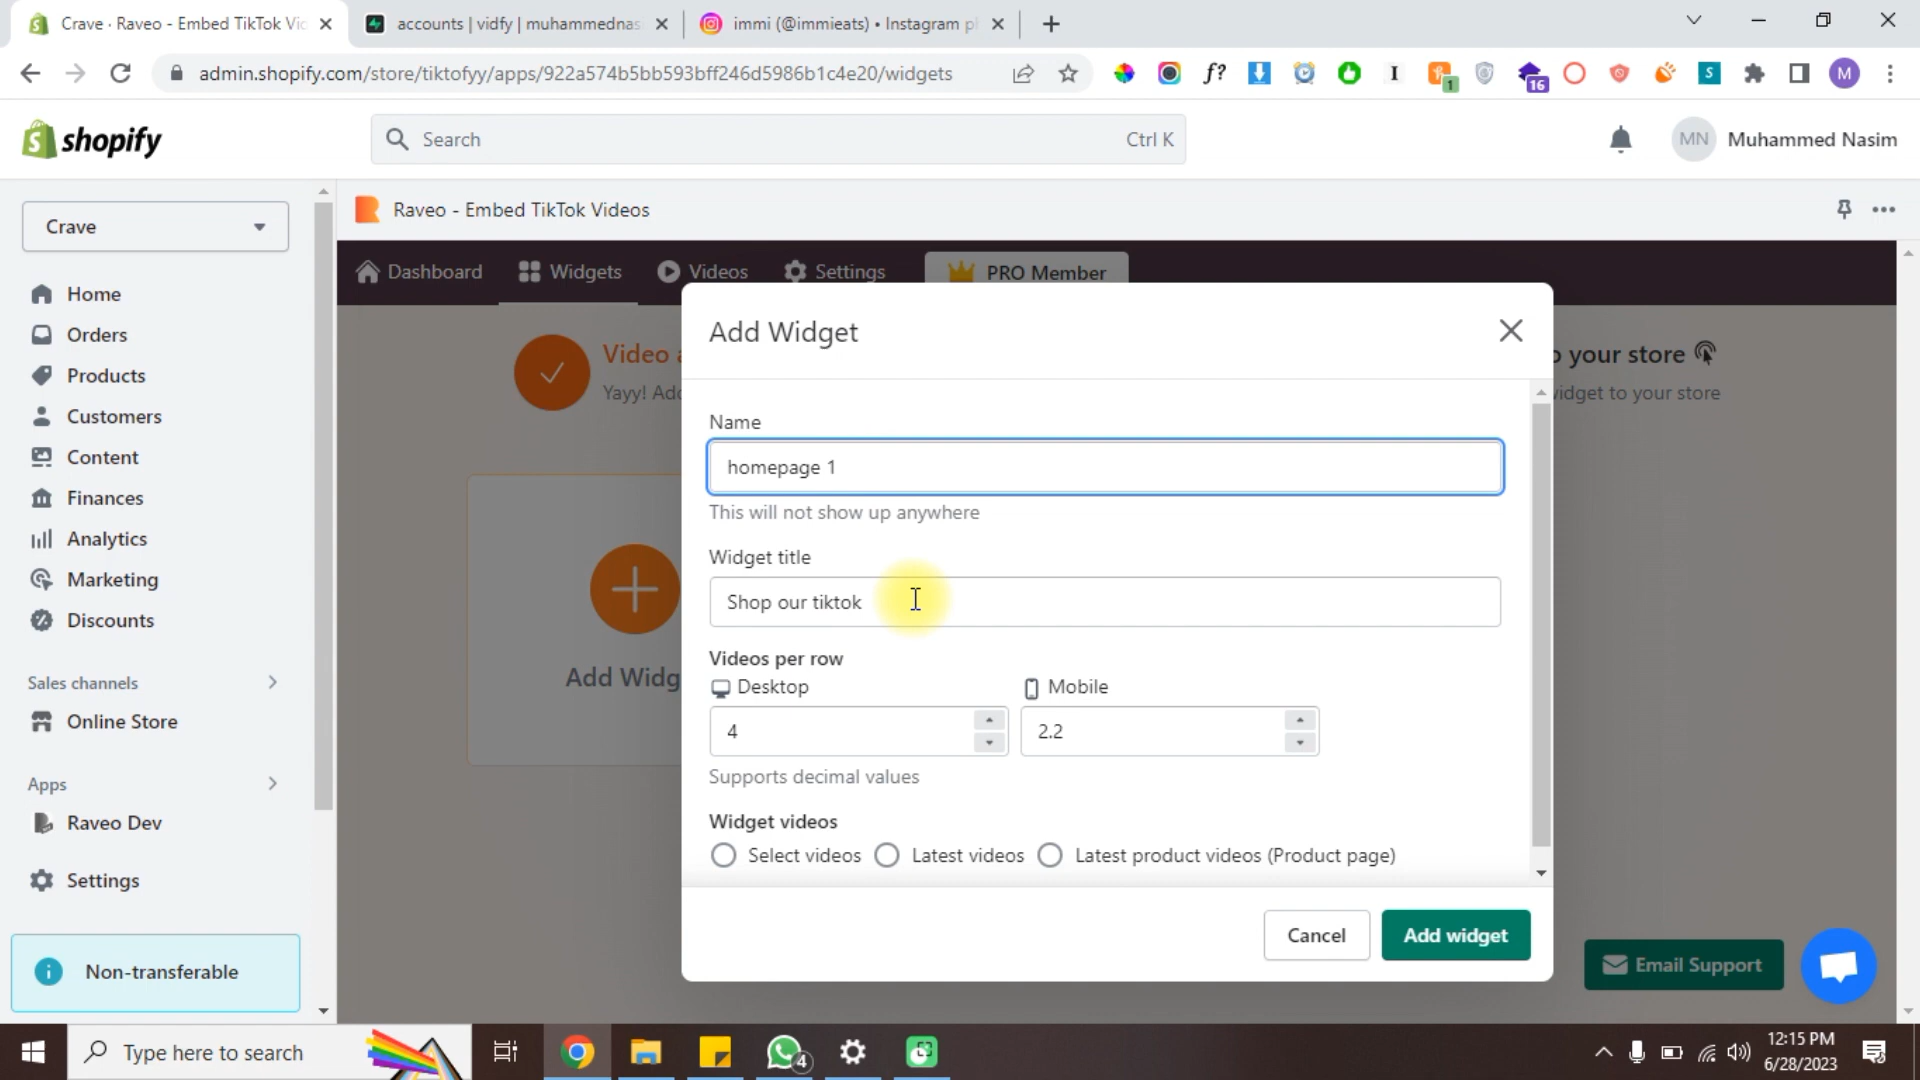 Crave · Raveo - Embed TikTok Vi
accounts | vidfy | muhammednas
immi (@immieats) • Instagram p
admin.shopify.com/store/tiktofyy/apps/922a574b5bb593bff246d5986b1c4e20/widgets
f?
I
1
16
S
M
shopify
Search
Ctrl K
MN
Muhammed Nasim
Crave
Raveo - Embed TikTok Videos
Home
Orders
Products
Customers
Content
Finances
Analytics
Marketing
Discounts
Sales channels
Online Store
Apps
Raveo Dev
Settings
Non-transferable
Dashboard
Widgets
Videos
Settings
PRO Member
Video
Yayy! Ad
your store
widget to your store
Add Widg
Add Widget
Name
homepage 1
This will not show up anywhere
Widget title
Shop our tiktok
Videos per row
Desktop
Mobile
4
2.2
Supports decimal values
Widget videos
Select videos
Latest videos
Latest product videos (Product page)
Cancel
Add widget
Email Support
Type here to search
4
12:15 PM
6/28/2023